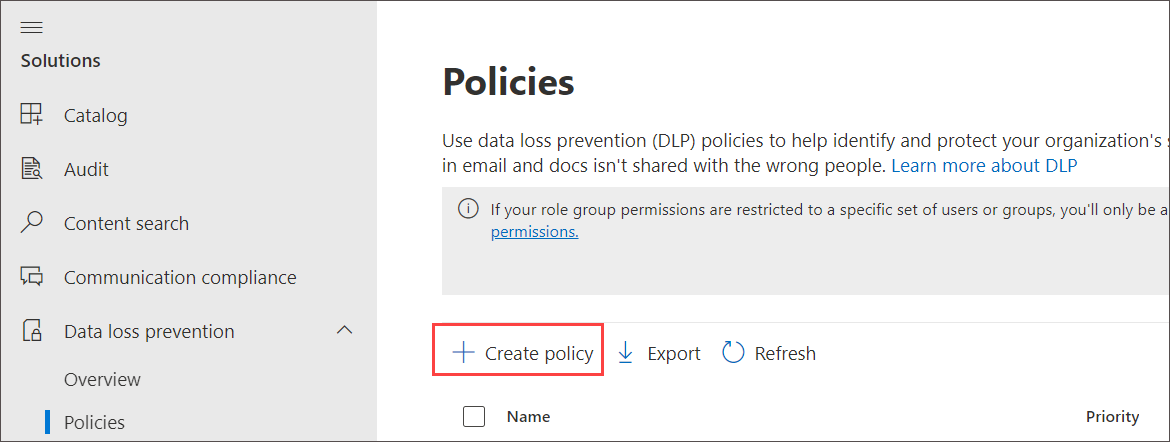 Solutions
Catalog
Audit
Content search
Communication compliance
Data loss prevention
Overview
Policies
Policies
Use data loss prevention (DLP) policies to help identify and protect your organization's
in email and docs isn't shared with the wrong people. Learn more about DLP
If your role group permissions are restricted to a specific set of users or groups, you'll only be a
permissions.
Create policy
Export
Refresh
Name
Priority